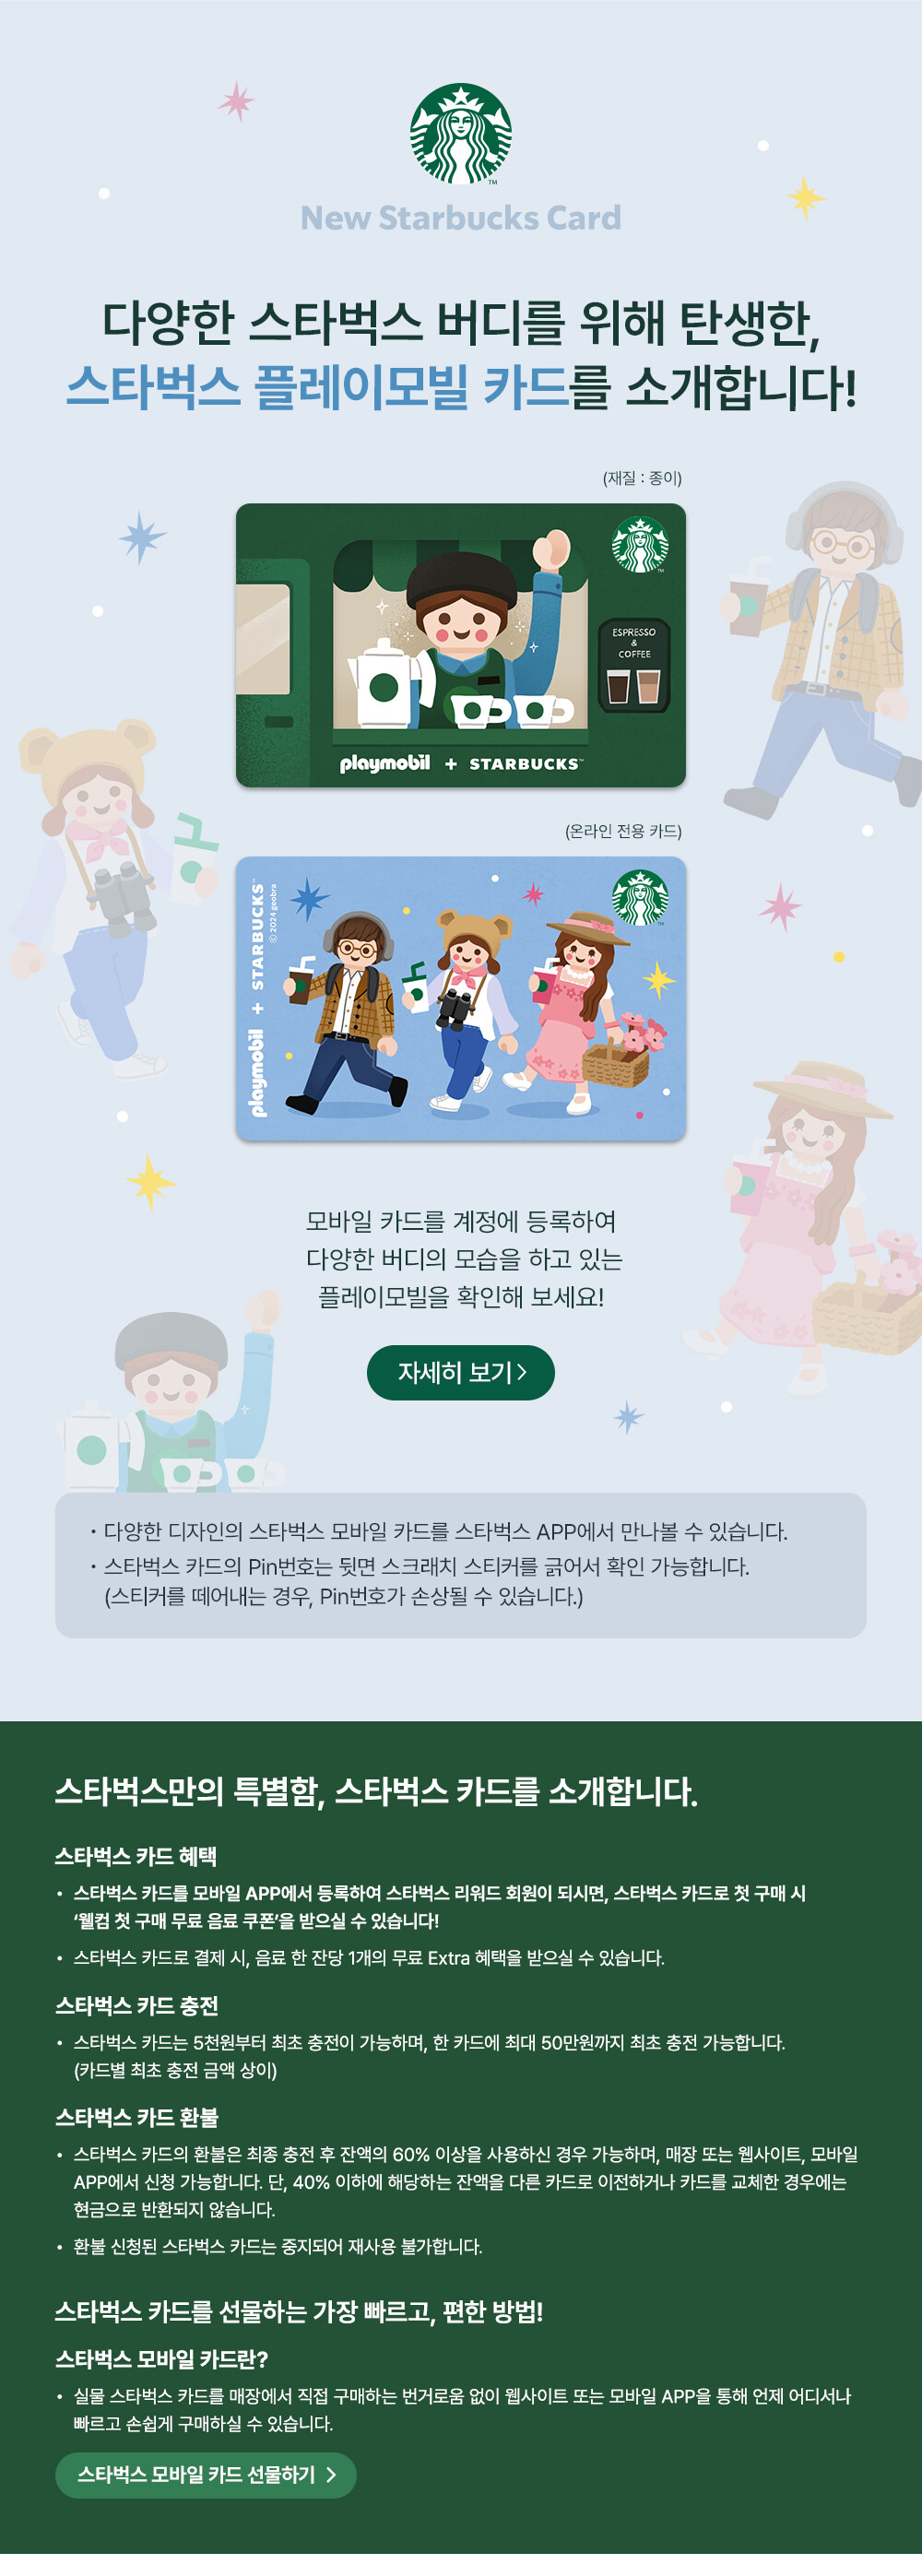 New Starbucks Card
다양한 스타벅스 버디를 위해 탄생한,
스타벅스 플레이모빌 카드를 소개합니다!
(재질 : 종이)
ESPRESSO
&
COFFEE
playmobil + STARBUCKS™
(온라인 전용 카드)
playmobil + STARBUCKS™
ⓒ 2024 geobra
모바일 카드를 계정에 등록하여
다양한 버디의 모습을 하고 있는
플레이모빌을 확인해 보세요!
자세히 보기 >
· 다양한 디자인의 스타벅스 모바일 카드를 스타벅스 APP에서 만나볼 수 있습니다.
· 스타벅스 카드의 Pin번호는 뒷면 스크래치 스티커를 긁어서 확인 가능합니다.
(스티커를 떼어내는 경우, Pin번호가 손상될 수 있습니다.)
스타벅스만의 특별함, 스타벅스 카드를 소개합니다.
스타벅스 카드 혜택
• 스타벅스 카드를 모바일 APP에서 등록하여 스타벅스 리워드 회원이 되시면, 스타벅스 카드로 첫 구매 시
‘웰컴 첫 구매 무료 음료 쿠폰’을 받으실 수 있습니다!
• 스타벅스 카드로 결제 시, 음료 한 잔당 1개의 무료 Extra 혜택을 받으실 수 있습니다.
스타벅스 카드 충전
• 스타벅스 카드는 5천원부터 최초 충전이 가능하며, 한 카드에 최대 50만원까지 최초 충전 가능합니다.
(카드별 최초 충전 금액 상이)
스타벅스 카드 환불
• 스타벅스 카드의 환불은 최종 충전 후 잔액의 60% 이상을 사용하신 경우 가능하며, 매장 또는 웹사이트, 모바일
APP에서 신청 가능합니다. 단, 40% 이하에 해당하는 잔액을 다른 카드로 이전하거나 카드를 교체한 경우에는
현금으로 반환되지 않습니다.
• 환불 신청된 스타벅스 카드는 중지되어 재사용 불가합니다.
스타벅스 카드를 선물하는 가장 빠르고, 편한 방법!
스타벅스 모바일 카드란?
• 실물 스타벅스 카드를 매장에서 직접 구매하는 번거로움 없이 웹사이트 또는 모바일 APP을 통해 언제 어디서나
빠르고 손쉽게 구매하실 수 있습니다.
스타벅스 모바일 카드 선물하기 >